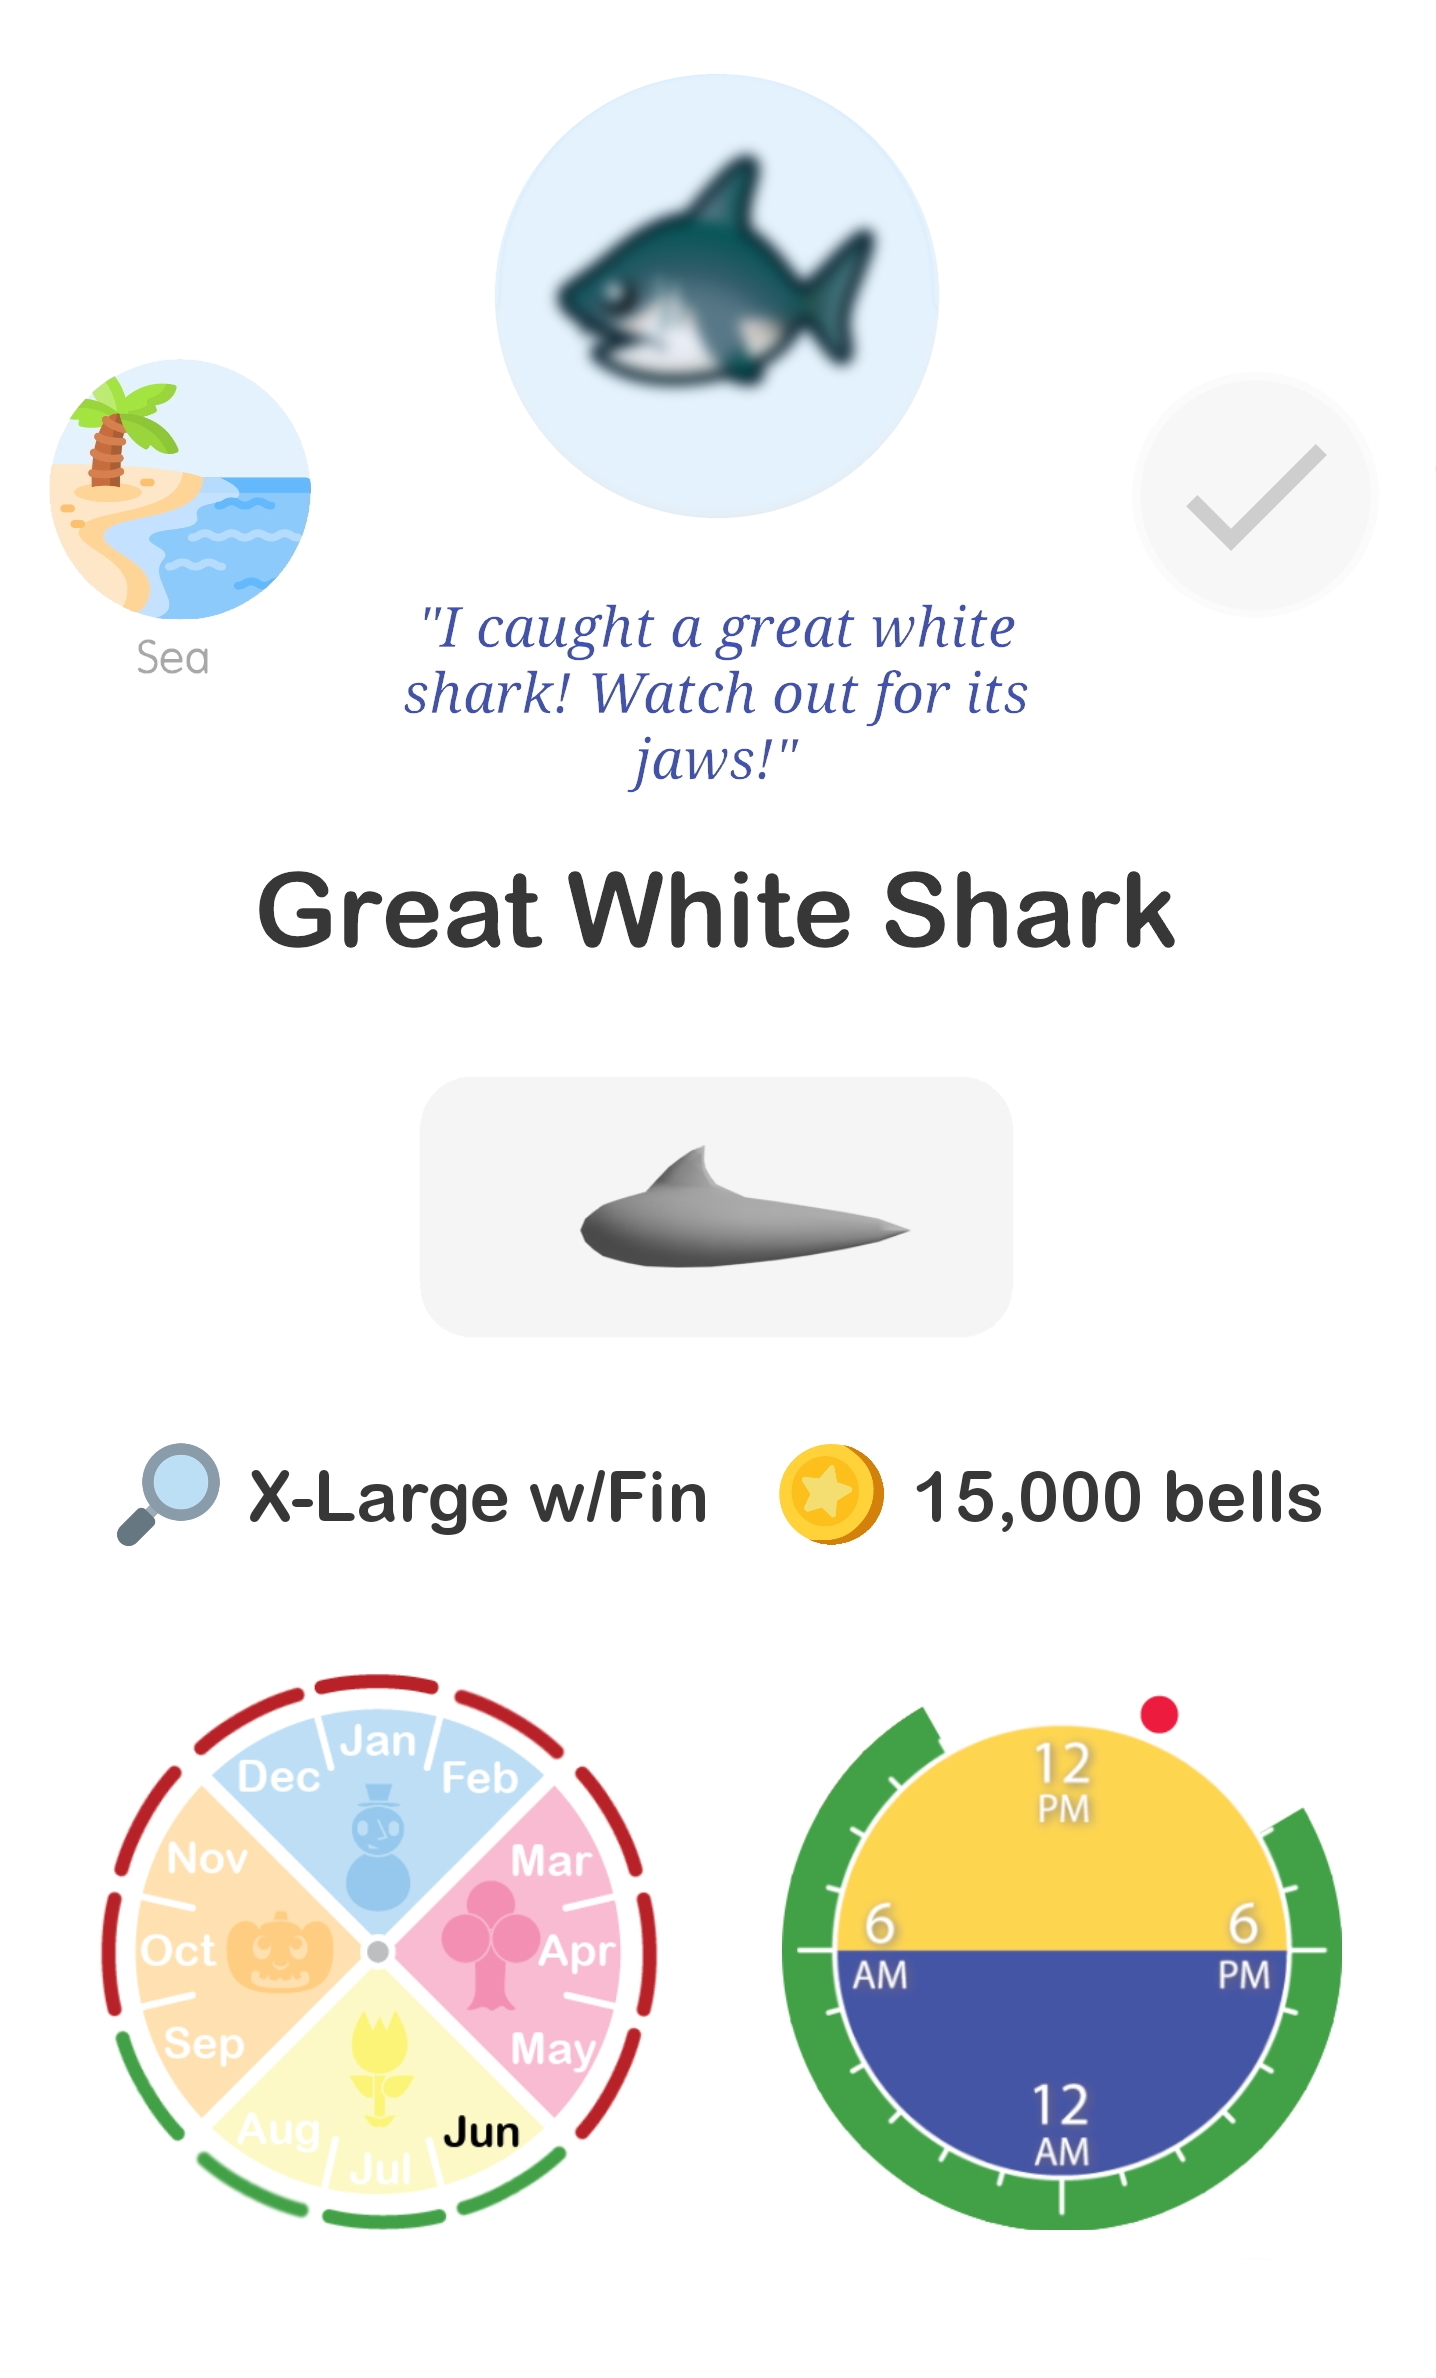 Sea
"I caught a great white
shark! Watch out for its
jaws!"
Great White Shark
X-Large w/Fin
15,000 bells
Jan
Feb
Mar
Apr
May
Jun
Jul
Aug
Sep
Oct
Nov
Dec
12
PM
6
AM
6
PM
12
AM